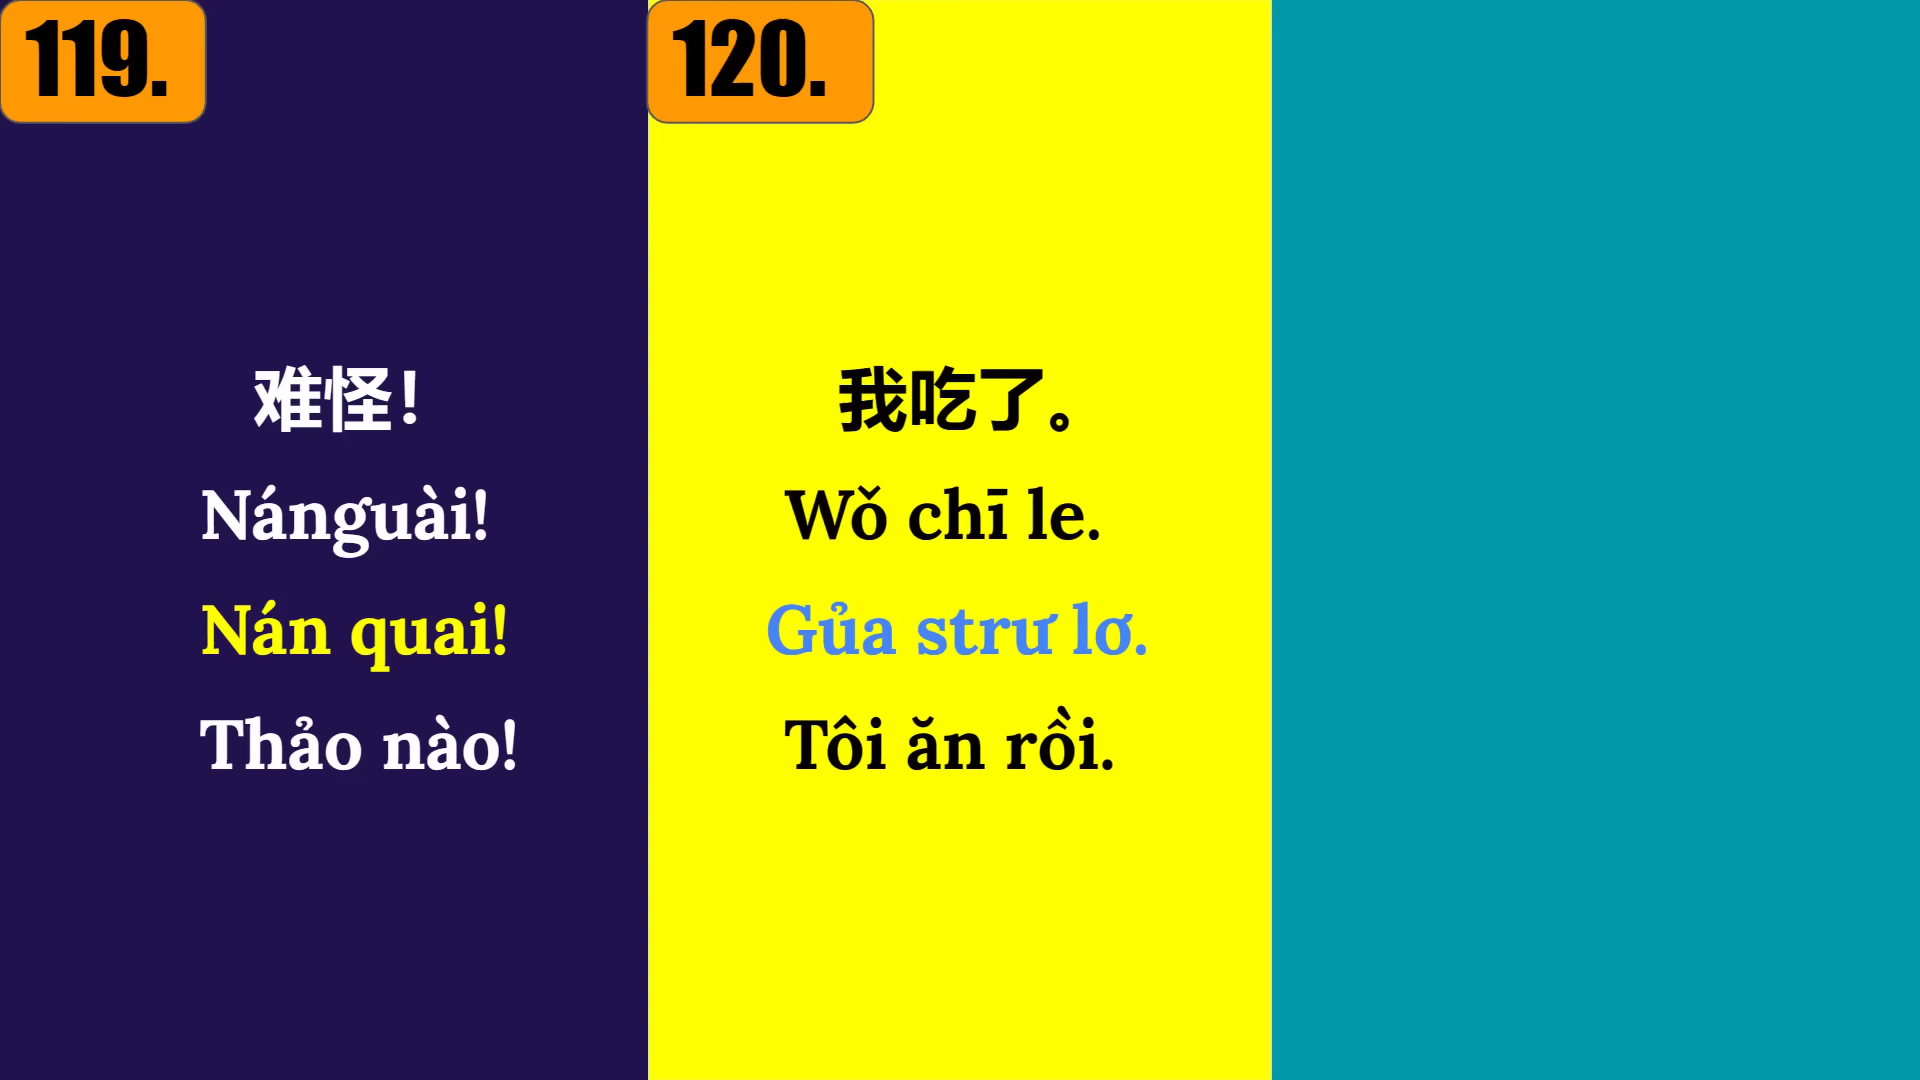 119.
难怪！
Nánguài!
Nán quai!
Thảo nào!
120.
我吃了。
Wǒ chī le.
Gủa strư lơ.
Tôi ăn rồi.